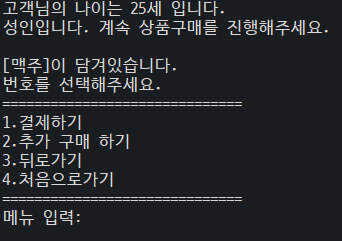 고객님의 나이는 25세 입니다.
성인입니다. 계속 상품구매를 진행해주세요.
[맥주]이 담겨있습니다.
번호를 선택해주세요.
==============================
1.결제하기
2.추가 구매 하기
3.뒤로가기
4.처음으로가기
==============================
메뉴 입력: